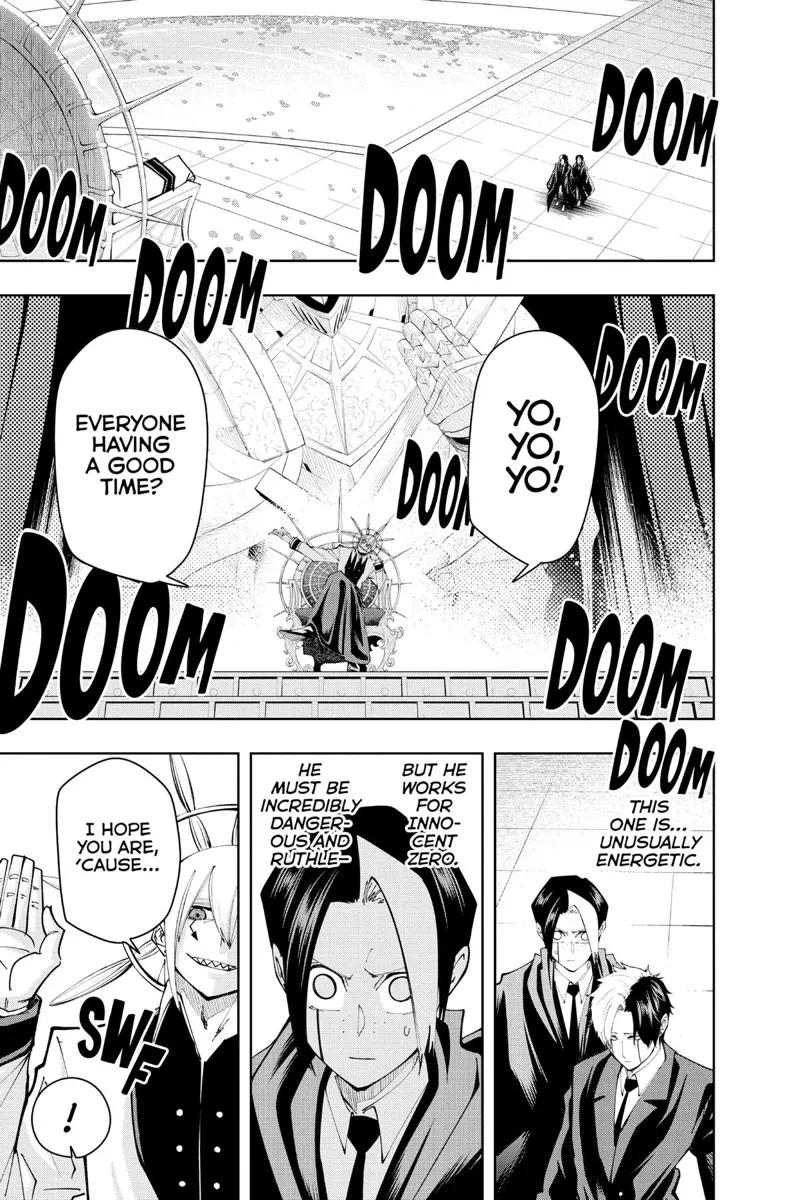 DOOM
DOOM
DOOM
DOOM
DOOM
YO,
YO,
YO!
EVERYONE
HAVING
A GOOD
TIME?
DOOM
DOOM
DOOM
DOOM
DOOM
THIS
ONE IS...
UNUSUALLY
ENERGETIC.
BUT HE
WORKS
FOR
INNO-
CENT
ZERO.
HE
MUST BE
INCREDIBLY
DANGER-
OUS AND
RUTHLE-
I HOPE
YOU ARE,
'CAUSE...
SWF
!